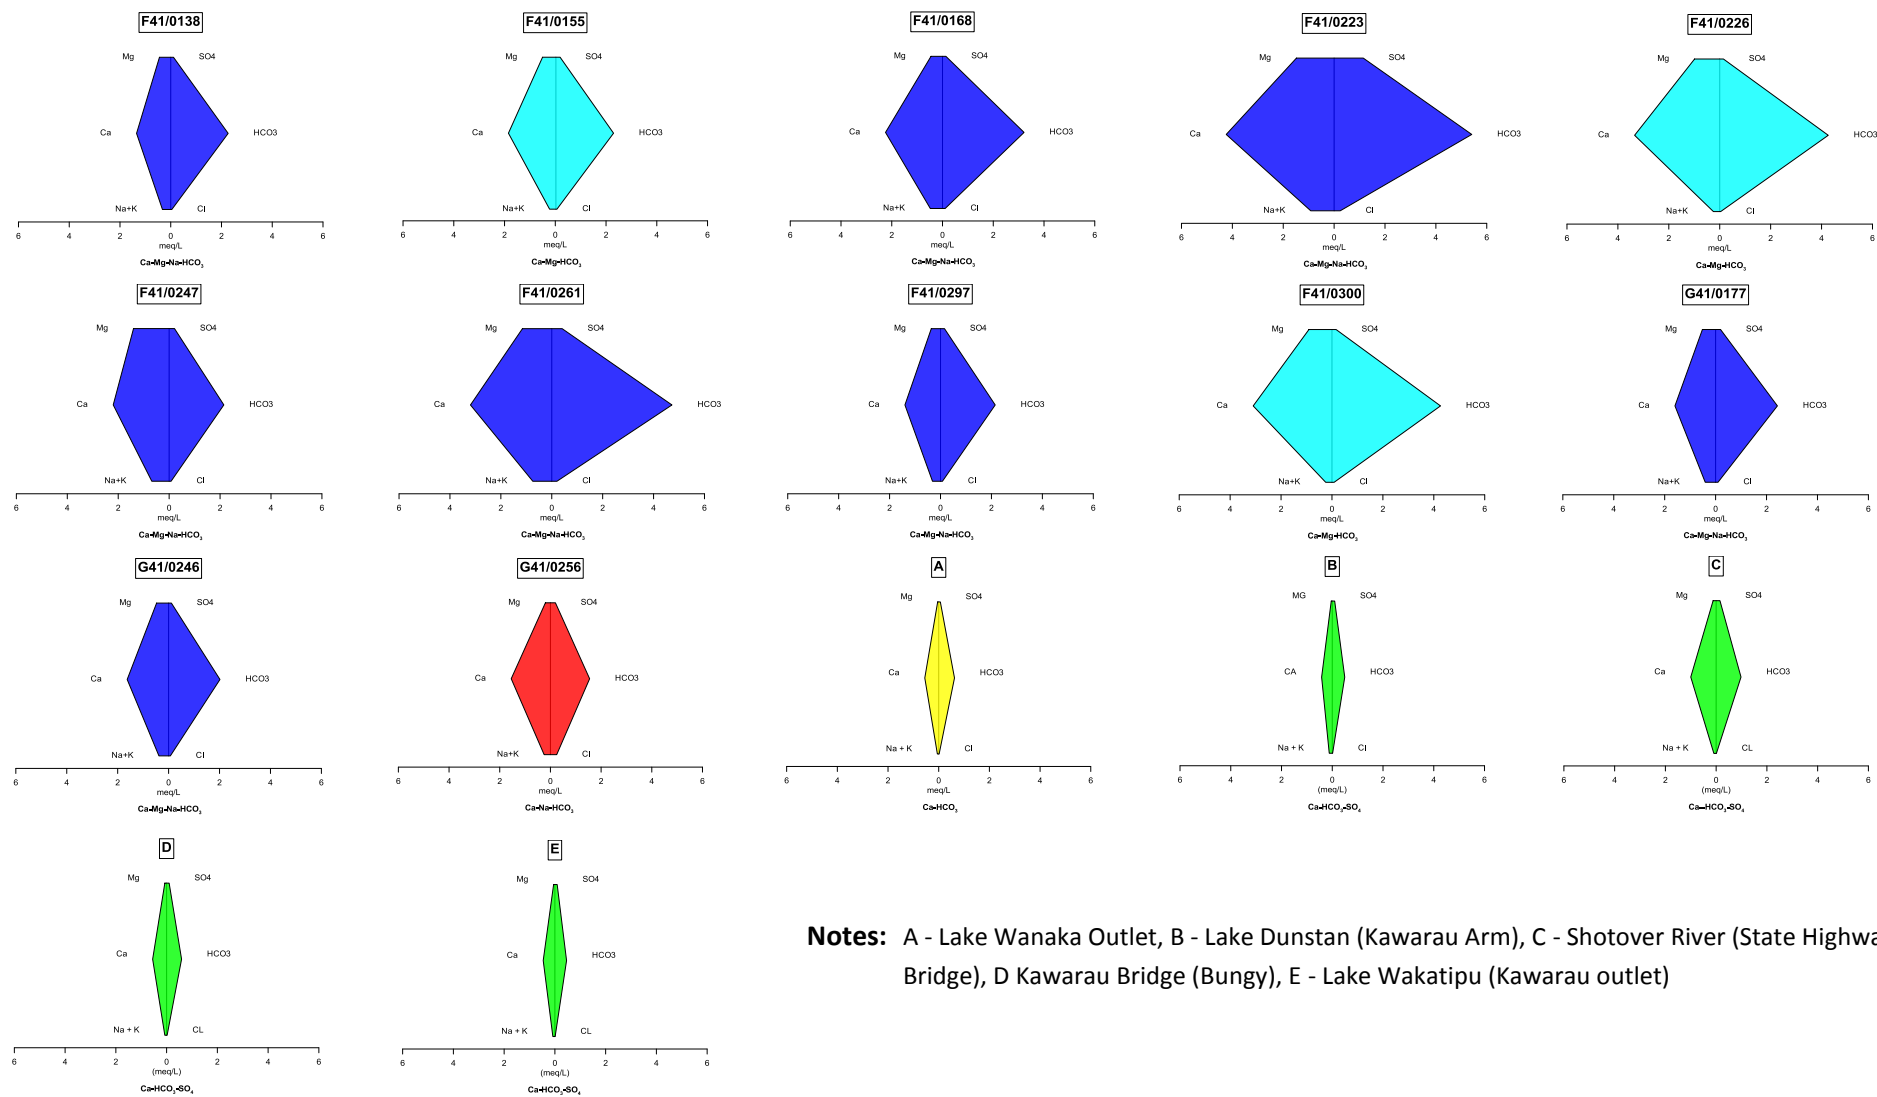 F41/0138
F41/0155
F41/0168
F41/0223
F41/0226
Mg SO4
Mg SO4
Mg SO4
Mg SO4
Mg SO4
Ca HCO3
Ca HCO3
Ca HCO3
Ca HCO3
Ca HCO3
Na+K Cl
Na+K Cl
Na+K Cl
Na+K Cl
Na+K Cl
6 4 2 0 2 4 6
6 4 2 0 2 4 6
6 4 2 0 2 4 6
6 4 2 0 2 4 6
6 4 2 0 2 4 6
meq/L
meq/L
meq/L
meq/L
meq/L
Ca-Mg-Na-HCO₃
Ca-Mg-HCO₃
Ca-Mg-Na-HCO₃
Ca-Mg-Na-HCO₃
Ca-Mg-HCO₃
F41/0247
F41/0261
F41/0297
F41/0300
G41/0177
Mg SO4
Mg SO4
Mg SO4
Mg SO4
Mg SO4
Ca HCO3
Ca HCO3
Ca HCO3
Ca HCO3
Ca HCO3
Na+K Cl
Na+K Cl
Na+K Cl
Na+K Cl
Na+K Cl
6 4 2 0 2 4 6
6 4 2 0 2 4 6
6 4 2 0 2 4 6
6 4 2 0 2 4 6
6 4 2 0 2 4 6
meq/L
meq/L
meq/L
meq/L
meq/L
Ca-Mg-Na-HCO₃
Ca-Mg-Na-HCO₃
Ca-Mg-Na-HCO₃
Ca-Mg-HCO₃
Ca-Mg-Na-HCO₃
G41/0246
G41/0256
A
B
C
Mg SO4
Mg SO4
Mg SO4
MG SO4
Mg SO4
Ca HCO3
Ca HCO3
Ca HCO3
CA HCO3
Ca HCO3
Na+K Cl
Na+K Cl
Na + K Cl
Na + K Cl
Na + K CL
6 4 2 0 2 4 6
6 4 2 0 2 4 6
6 4 2 0 2 4 6
6 4 2 0 2 4 6
6 4 2 0 2 4 6
meq/L
meq/L
meq/L
(meq/L)
(meq/L)
Ca-Mg-Na-HCO₃
Ca-Na-HCO₃
Ca-HCO₃
Ca-HCO₃-SO₄
Ca--HCO₃-SO₄
D
E
Mg SO4
Mg SO4
Ca HCO3
Ca HCO3
Na + K CL
Na + K CL
6 4 2 0 2 4 6
6 4 2 0 2 4 6
(meq/L)
(meq/L)
Ca-HCO₃-SO₄
Ca-HCO₃-SO₄
Notes: A - Lake Wanaka Outlet, B - Lake Dunstan (Kawarau Arm), C - Shotover River (State Highwa
Bridge), D Kawarau Bridge (Bungy), E - Lake Wakatipu (Kawarau outlet)